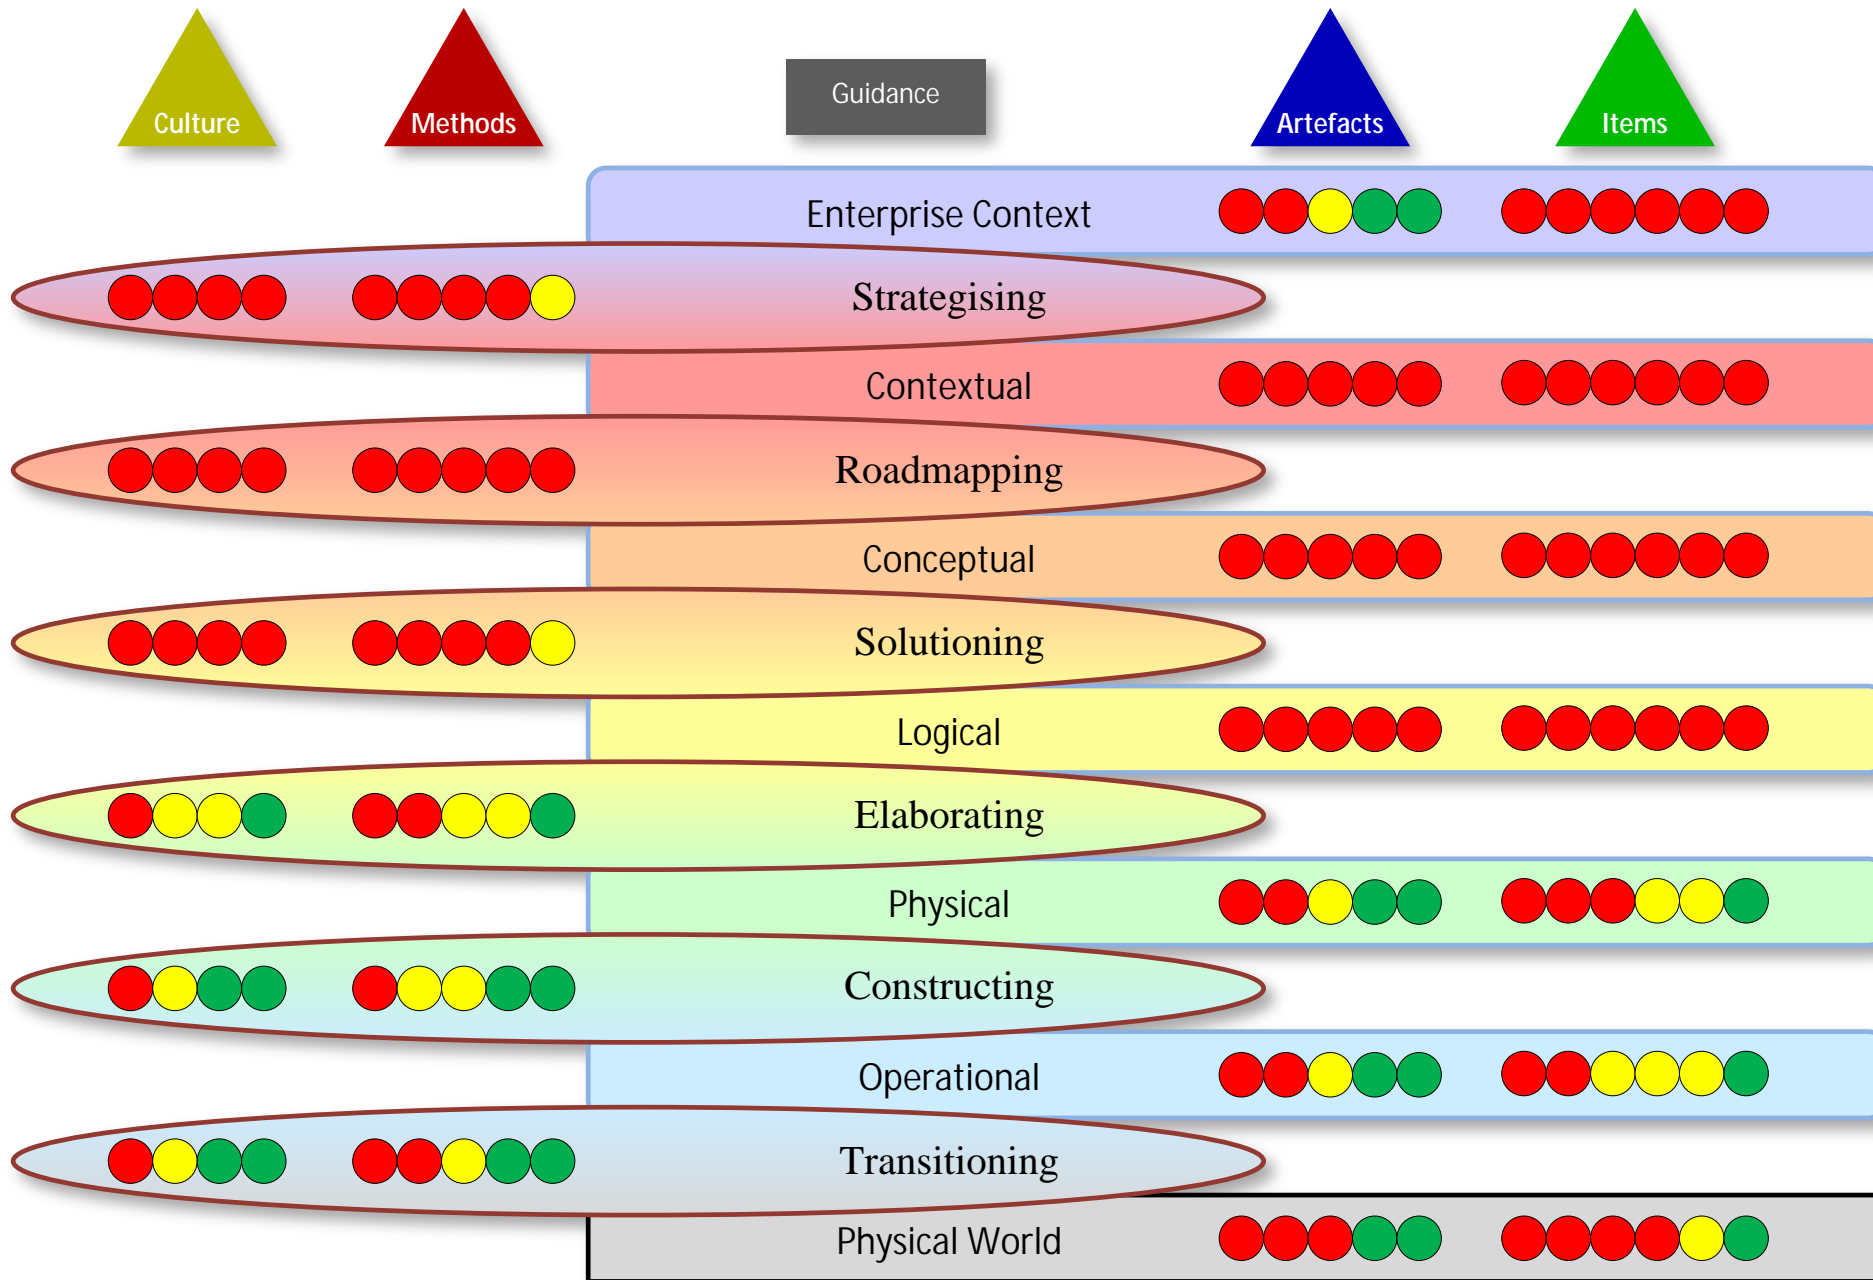 Culture
Methods
Guidance
Artefacts
Items
Enterprise Context
Strategising
Contextual
Roadmapping
Conceptual
Solutioning
Logical
Elaborating
Physical
Constructing
Operational
Transitioning
Physical World